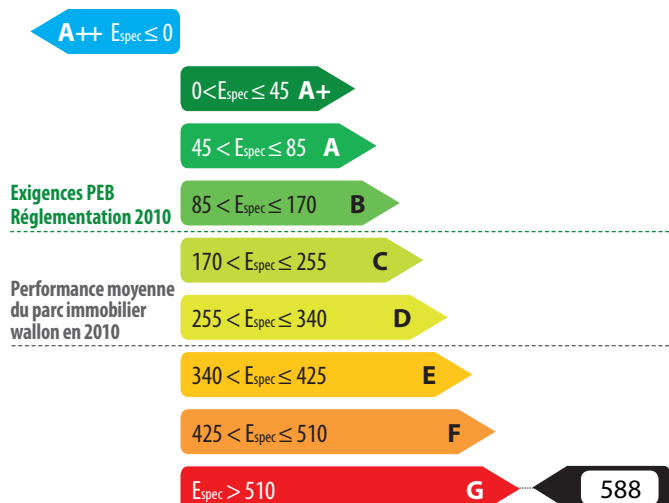 A++ Espec ≤ 0
0<Espec ≤ 45 A+
45 < Espec ≤ 85 A
Exigences PEB
Réglementation 2010
85 < Espec ≤ 170 B
170 < Espec ≤ 255 C
Performance moyenne
du parc immobilier
wallon en 2010
255 < Espec ≤ 340 D
340 < Espec ≤ 425 E
425 < Espec ≤ 510 F
Espec > 510 G
588